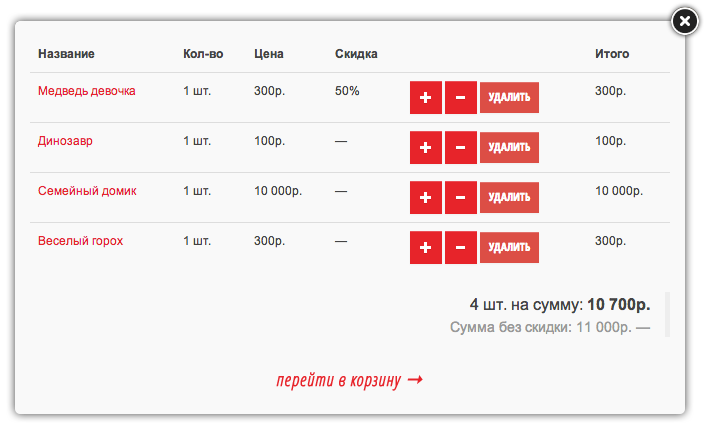 Название Кол-во Цена Скидка Итого
Медведь девочка 1 шт. 300р. 50% + − УДАЛИТЬ 300р.
Динозавр 1 шт. 100р. — + − УДАЛИТЬ 100р.
Семейный домик 1 шт. 10 000р. — + − УДАЛИТЬ 10 000р.
Веселый горох 1 шт. 300р. — + − УДАЛИТЬ 300р.
4 шт. на сумму: 10 700р.
Сумма без скидки: 11 000р. —
перейти в корзину →